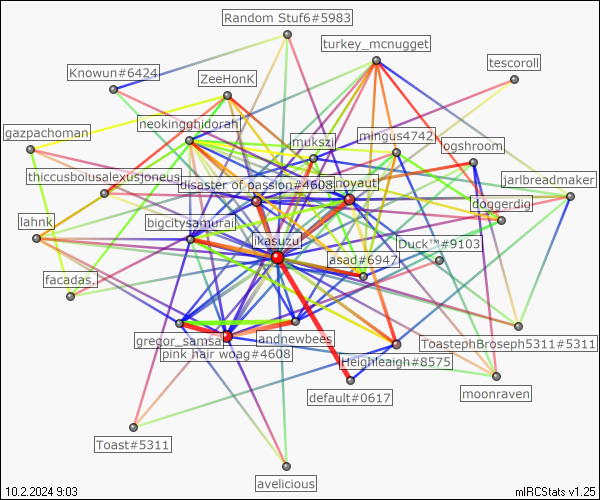 Random Stuf6#5983
turkey_mcnugget
tescoroll
Knowun#6424
ZeeHonK
neokingghidorah
gazpachoman
mukszil
mingus4742
ogshroom
thiccusboiusalexusjoneus
disaster of passion#4608
noyaut
jarlbreadmaker
doggerdig
lahnk
bigcitysamurai
ikasuzu
Duck™#9103
asad#6947
facadas.
gregor_samsa
andnewbees
ToastephBroseph5311#5311
pink hair woag#4608
Heighleaigh#8575
default#0617
moonraven
Toast#5311
avelicious
10.2.2024 9:03
mIRCStats v1.25